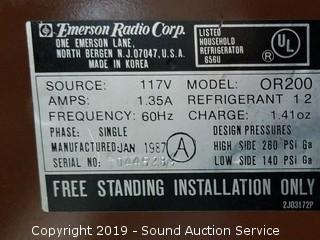 Emerson Radio Corp.
ONE EMERSON LANE,
NORTH BERGEN N.J. 07047, U.S.A.
MADE IN KOREA
LISTED
HOUSEHOLD
REFRIGERATOR
656U
UL
SOURCE: 117V MODEL: OR200
AMPS: 1.35A REFRIGERANT 12
FREQUENCY: 60Hz CHARGE: 1.41oz
PHASE: SINGLE DESIGN PRESSURES
MANUFACTURED JAN 1987 A HIGH SIDE 260 PSI Ga
SERIAL NO. LOW SIDE 140 PSI Ga
FREE STANDING INSTALLATION ONLY
2J03172P
Copyright 2019 - Sound Auction Service